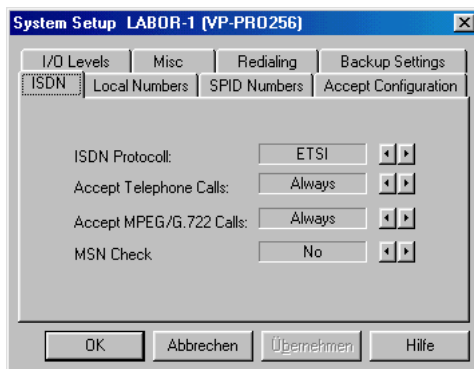 System Setup LABOR-1 (VP-PRO256)
I/O Levels Misc Redialing Backup Settings
ISDN Local Numbers SPID Numbers Accept Configuration
ISDN Protocoll: ETSI
Accept Telephone Calls: Always
Accept MPEG/G.722 Calls: Always
MSN Check No
OK Abbrechen Übernehmen Hilfe